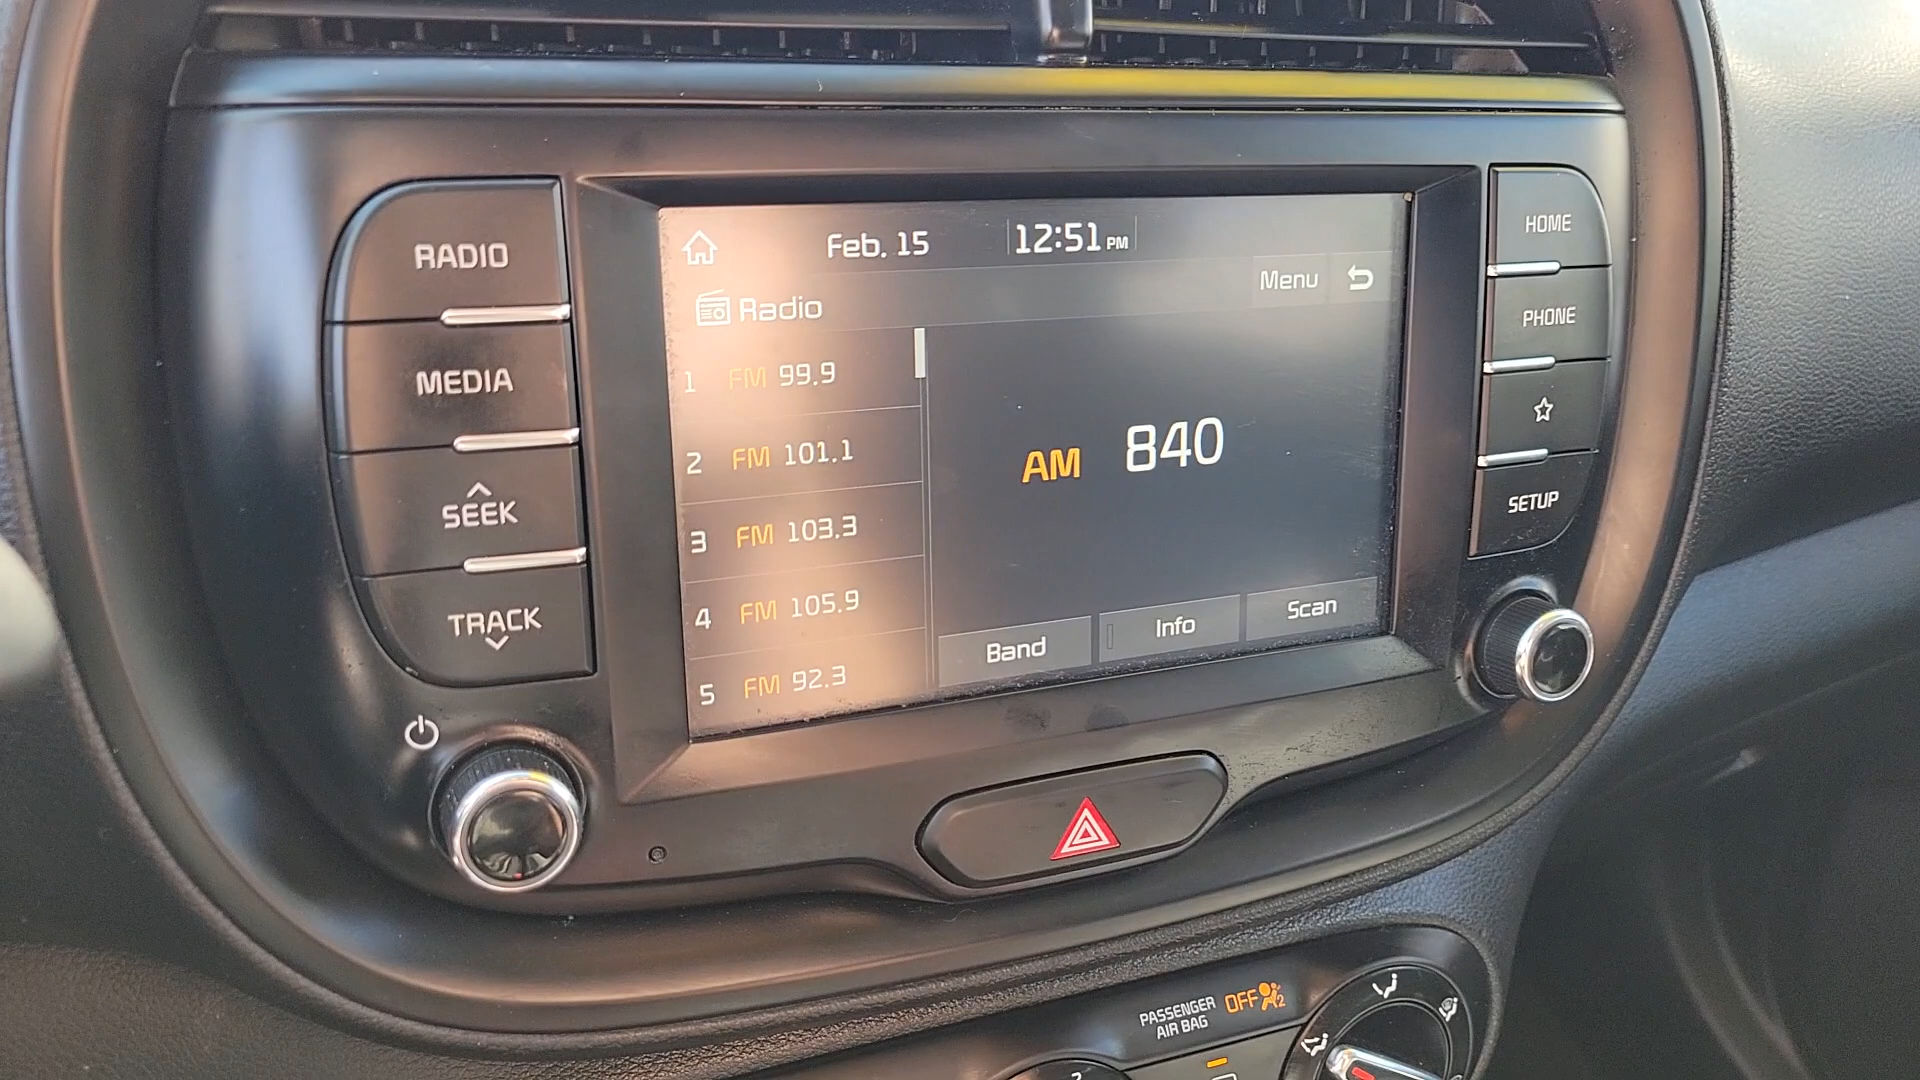 RADIO
MEDIA
SEEK
TRACK
Feb. 15 12:51 PM
Menu
Radio
1 FM 99.9
2 FM 101.1
3 FM 103.3
4 FM 105.9
5 FM 92.3
AM 840
Band Info Scan
HOME
PHONE
SETUP
PASSENGER
AIR BAG
OFF
2